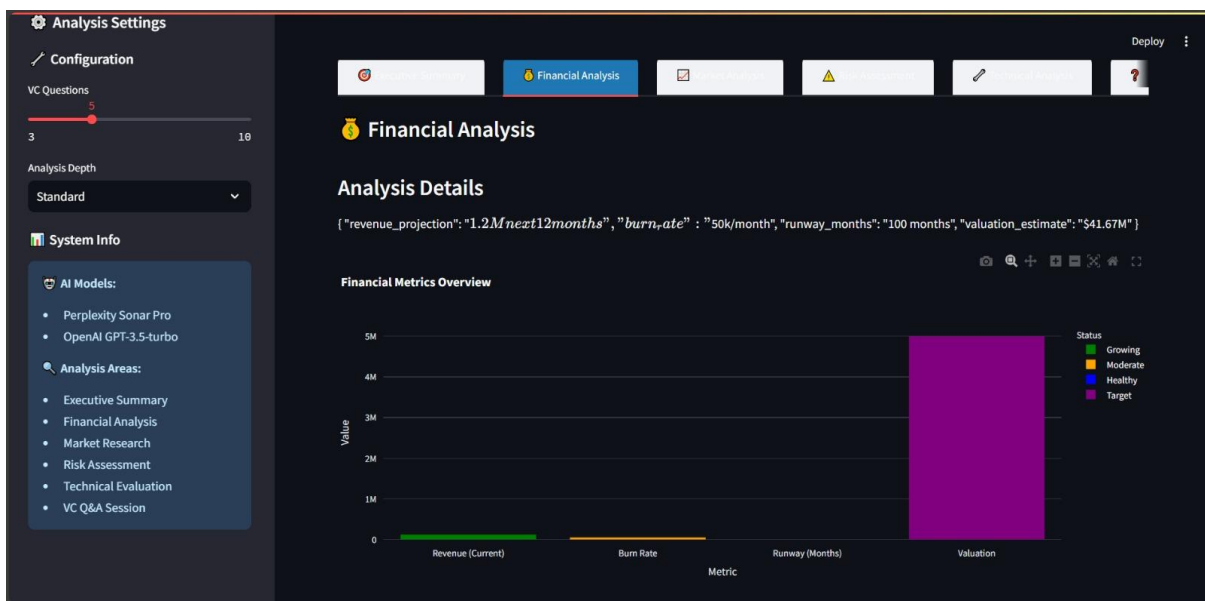 Analysis Settings
Deploy
Configuration
Financial Analysis
VC Questions
5
3 10
Financial Analysis
Analysis Depth
Standard
Analysis Details
{ "revenue_projection": "1.2Mnext12months","burn_rate":"50k/month", "runway_months": "100 months", "valuation_estimate": "$41.67M" }
System Info
AI Models:
Perplexity Sonar Pro
OpenAI GPT-3.5-turbo
Analysis Areas:
Executive Summary
Financial Analysis
Market Research
Risk Assessment
Technical Evaluation
VC Q&A Session
Financial Metrics Overview
Status
Growing
Moderate
Healthy
Target
5M
4M
3M
2M
1M
0
Value
Revenue (Current) Burn Rate Runway (Months) Valuation
Metric